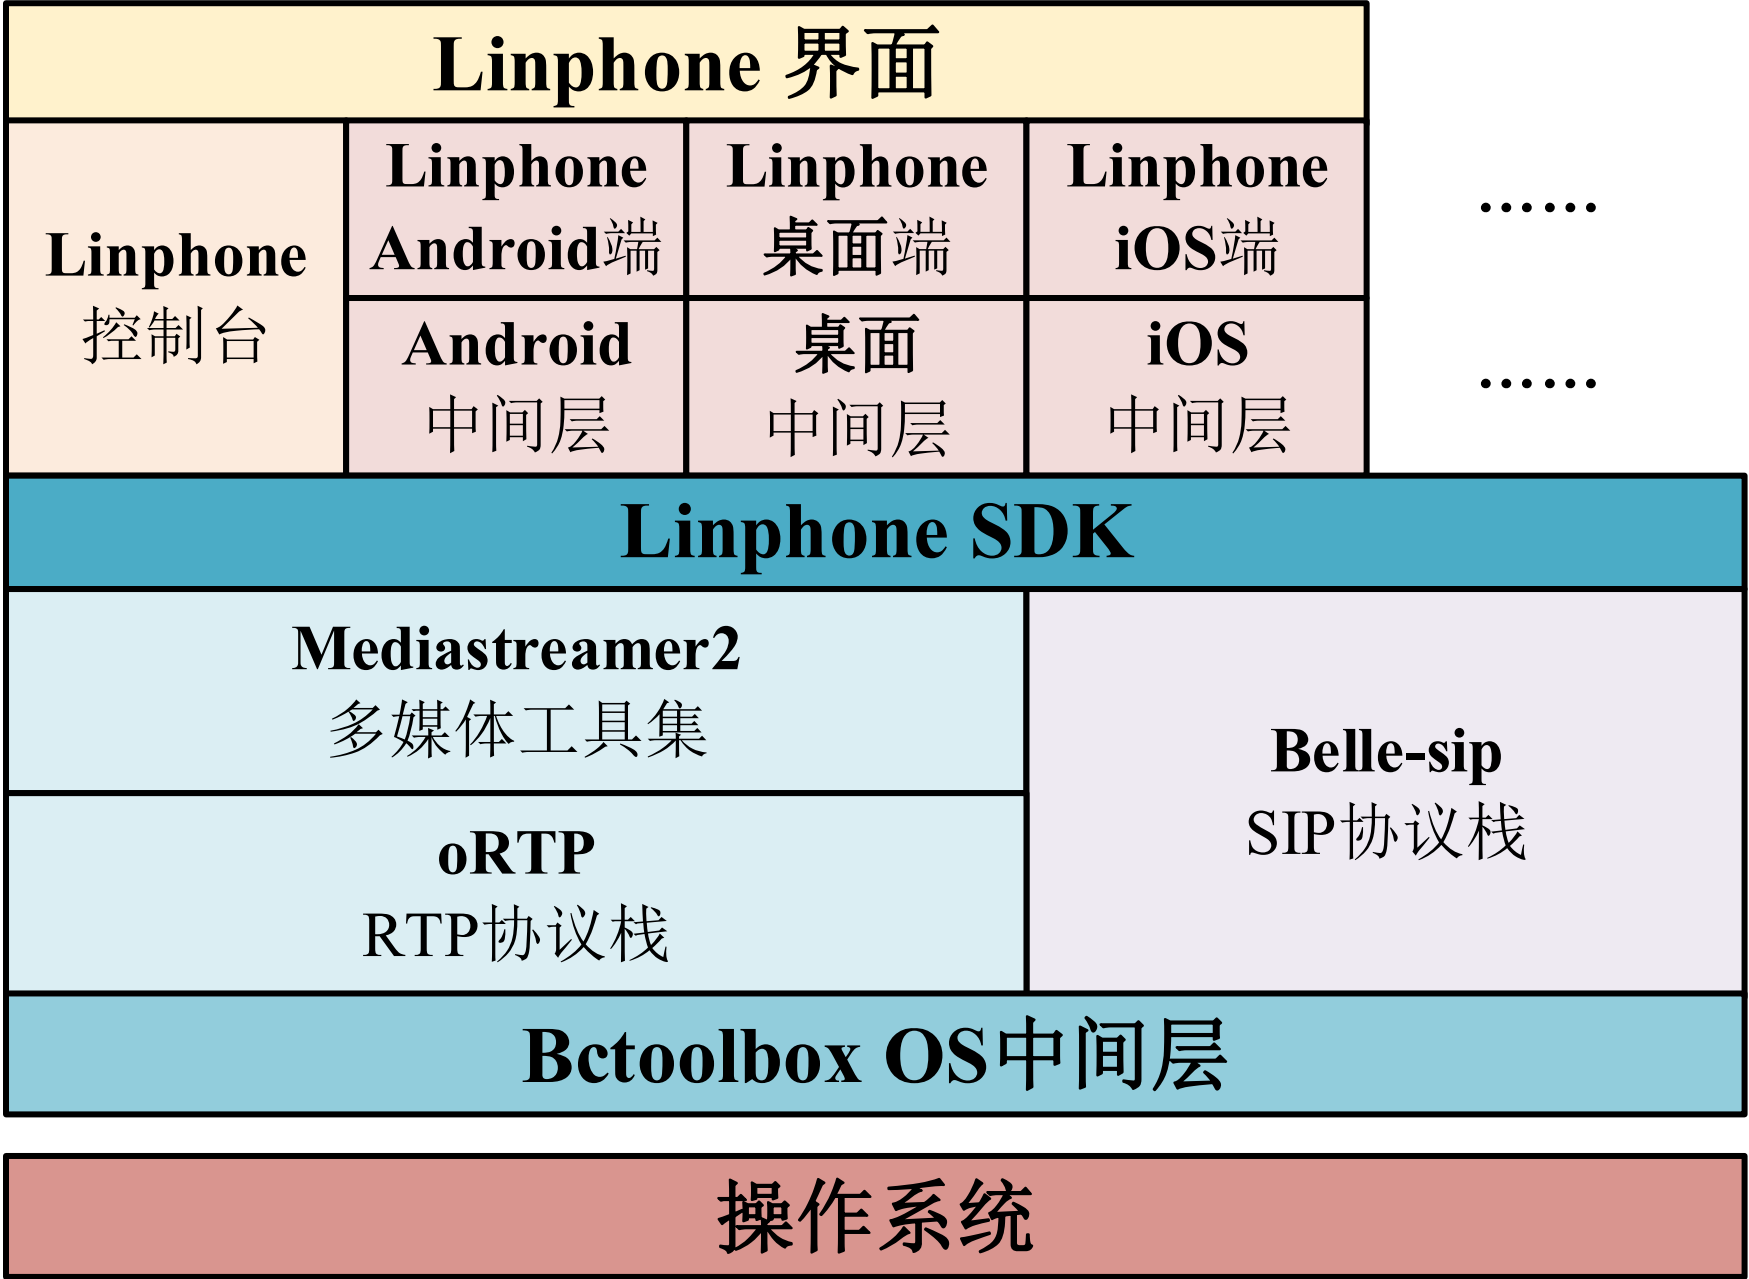 Linphone 界面
Linphone
控制台
Linphone
Android端
Linphone
桌面端
Linphone
iOS端
……
Android
中间层
桌面
中间层
iOS
中间层
……
Linphone SDK
Mediastreamer2
多媒体工具集
oRTP
RTP协议栈
Belle-sip
SIP协议栈
Bctoolbox OS中间层
操作系统